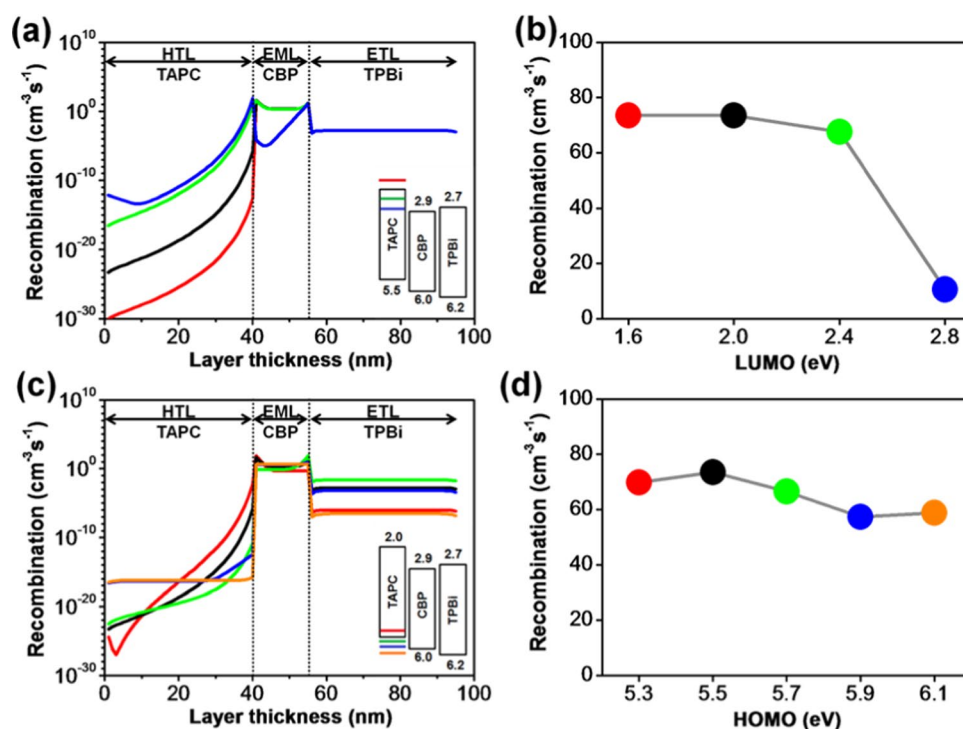 (a)
Recombination (cm⁻³s⁻¹)
10¹⁰
10⁰
10⁻¹⁰
10⁻²⁰
10⁻³⁰
HTL EML ETL
TAPC CBP TPBi
2.9 2.7
TAPC CBP TPBi
5.5 6.0 6.2
0 20 40 60 80 100
Layer thickness (nm)
(b)
Recombination (cm⁻³s⁻¹)
100
80
60
40
20
0
1.6 2.0 2.4 2.8
LUMO (eV)
(c)
Recombination (cm⁻³s⁻¹)
10¹⁰
10⁰
10⁻¹⁰
10⁻²⁰
10⁻³⁰
HTL EML ETL
TAPC CBP TPBi
2.0 2.9 2.7
TAPC CBP TPBi
6.0 6.2
0 20 40 60 80 100
Layer thickness (nm)
(d)
Recombination (cm⁻³s⁻¹)
100
80
60
40
20
0
5.3 5.5 5.7 5.9 6.1
HOMO (eV)